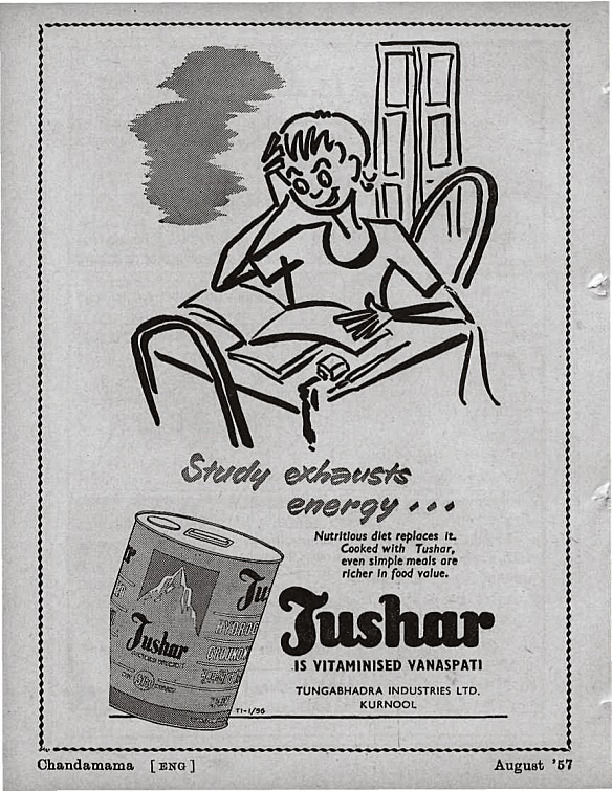 Study exhausts
energy...
Nutritious diet replaces it.
Cooked with Tushar,
even simple meals are
richer in food value.
Tushar
IS VITAMINISED VANASPATI
TUNGABHADRA INDUSTRIES LTD.
KURNOOL
Tu
Tushar
TI-1/56
Chandamama [ENG]
August '57